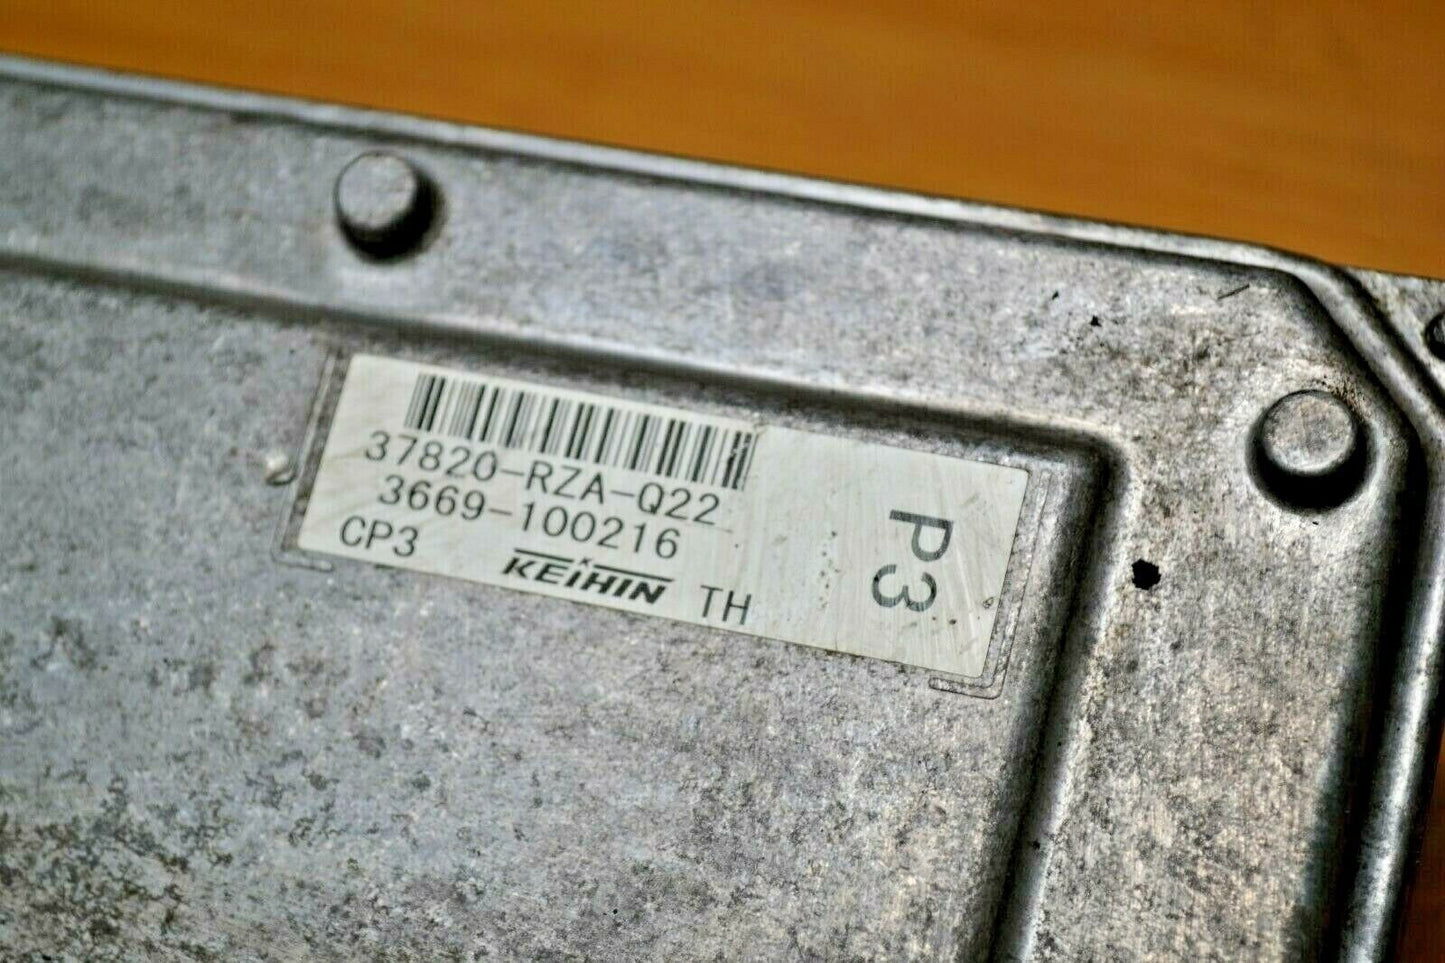 37820-RZA-Q22
3669-100216
CP3
KEIHIN TH
P3